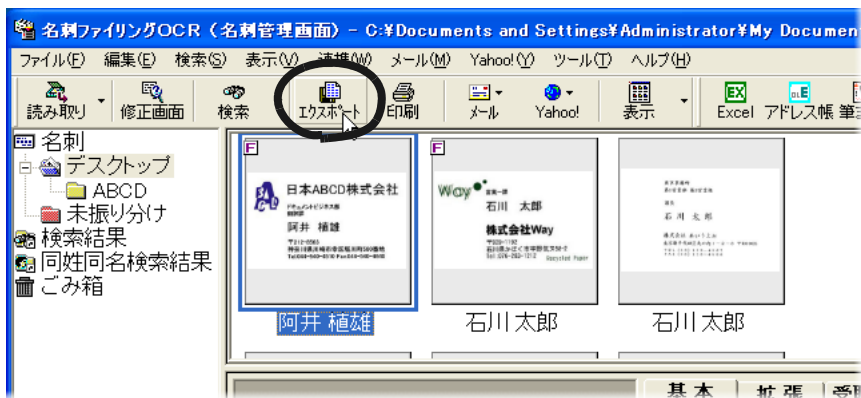 名刺ファイリングOCR（名刺管理画面） - C:¥Documents and Settings¥Administrator¥My Documen
ファイル(F) 編集(E) 検索(S) 表示(V) 連携(W) メール(M) Yahoo!(Y) ツール(T) ヘルプ(H)
読み取り 修正画面 検索 エクスポート 印刷 メール Yahoo! 表示 Excel アドレス帳
名刺
デスクトップ
ABCD
未振り分け
検索結果
同姓同名検索結果
ごみ箱
日本ABCD株式会社
阿井 植雄
Way
石川 太郎
株式会社Way
Recycled Paper
石川 太郎
阿井 植雄 石川 太郎 石川 太郎
基本 拡張